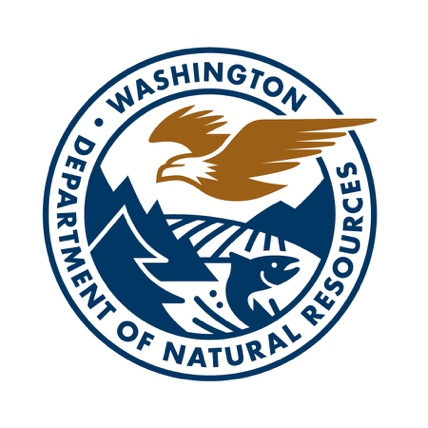 WASHINGTON
DEPARTMENT OF NATURAL RESOURCES